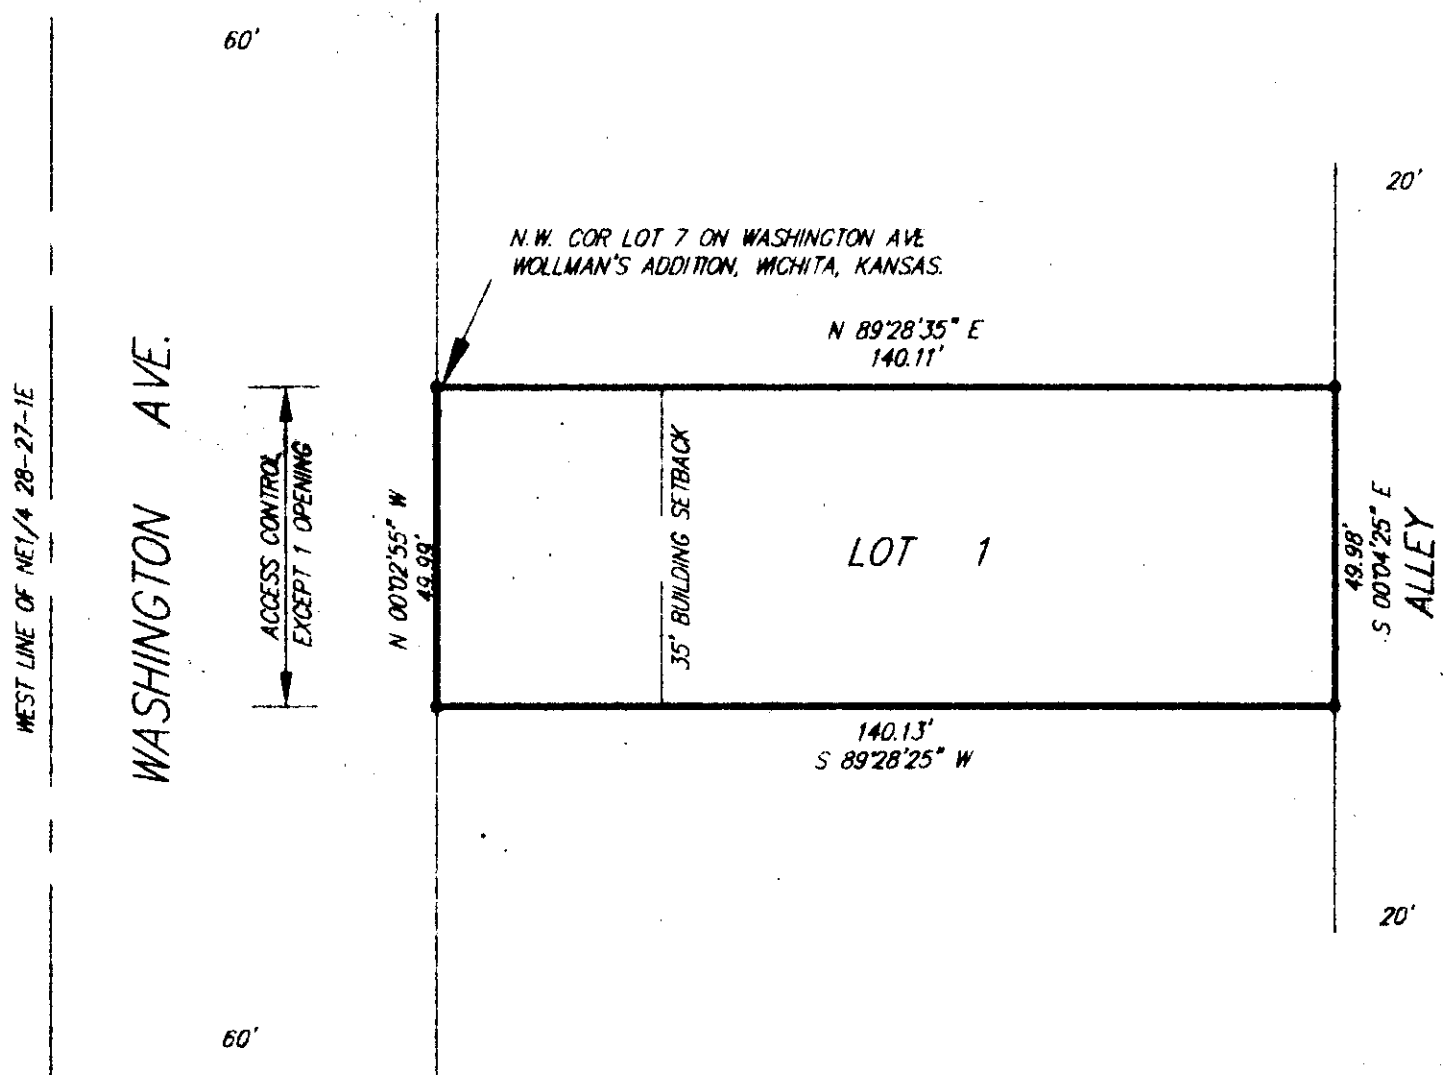 60'
20'
N.W. COR LOT 7 ON WASHINGTON AVE
WOLLMAN'S ADDITION, WICHITA, KANSAS.
N 89°28'35" E
140.11'
WEST LINE OF NE1/4 28-27-1E
WASHINGTON AVE.
ACCESS CONTROL
EXCEPT 1 OPENING
N 00°02'55" W
49.99'
35' BUILDING SETBACK
LOT 1
49.98'
S 00°04'25" E
ALLEY
140.13'
S 89°28'25" W
20'
60'